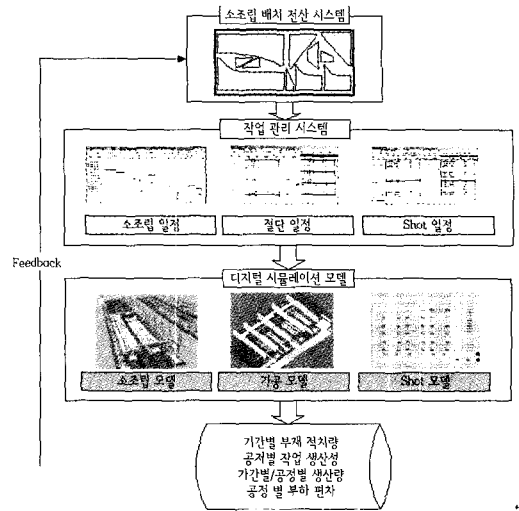 소조립 배치 전산 시스템
작업 관리 시스템
소조립 일정
절단 일정
Shot 일정
Feedback
디지털 시뮬레이션 모델
소조립 모델
가공 모델
Shot 모델
기간별 부재 적치량
공저별 작업 생산성
가간별/공정별 생산량
공정 별 부하 편차